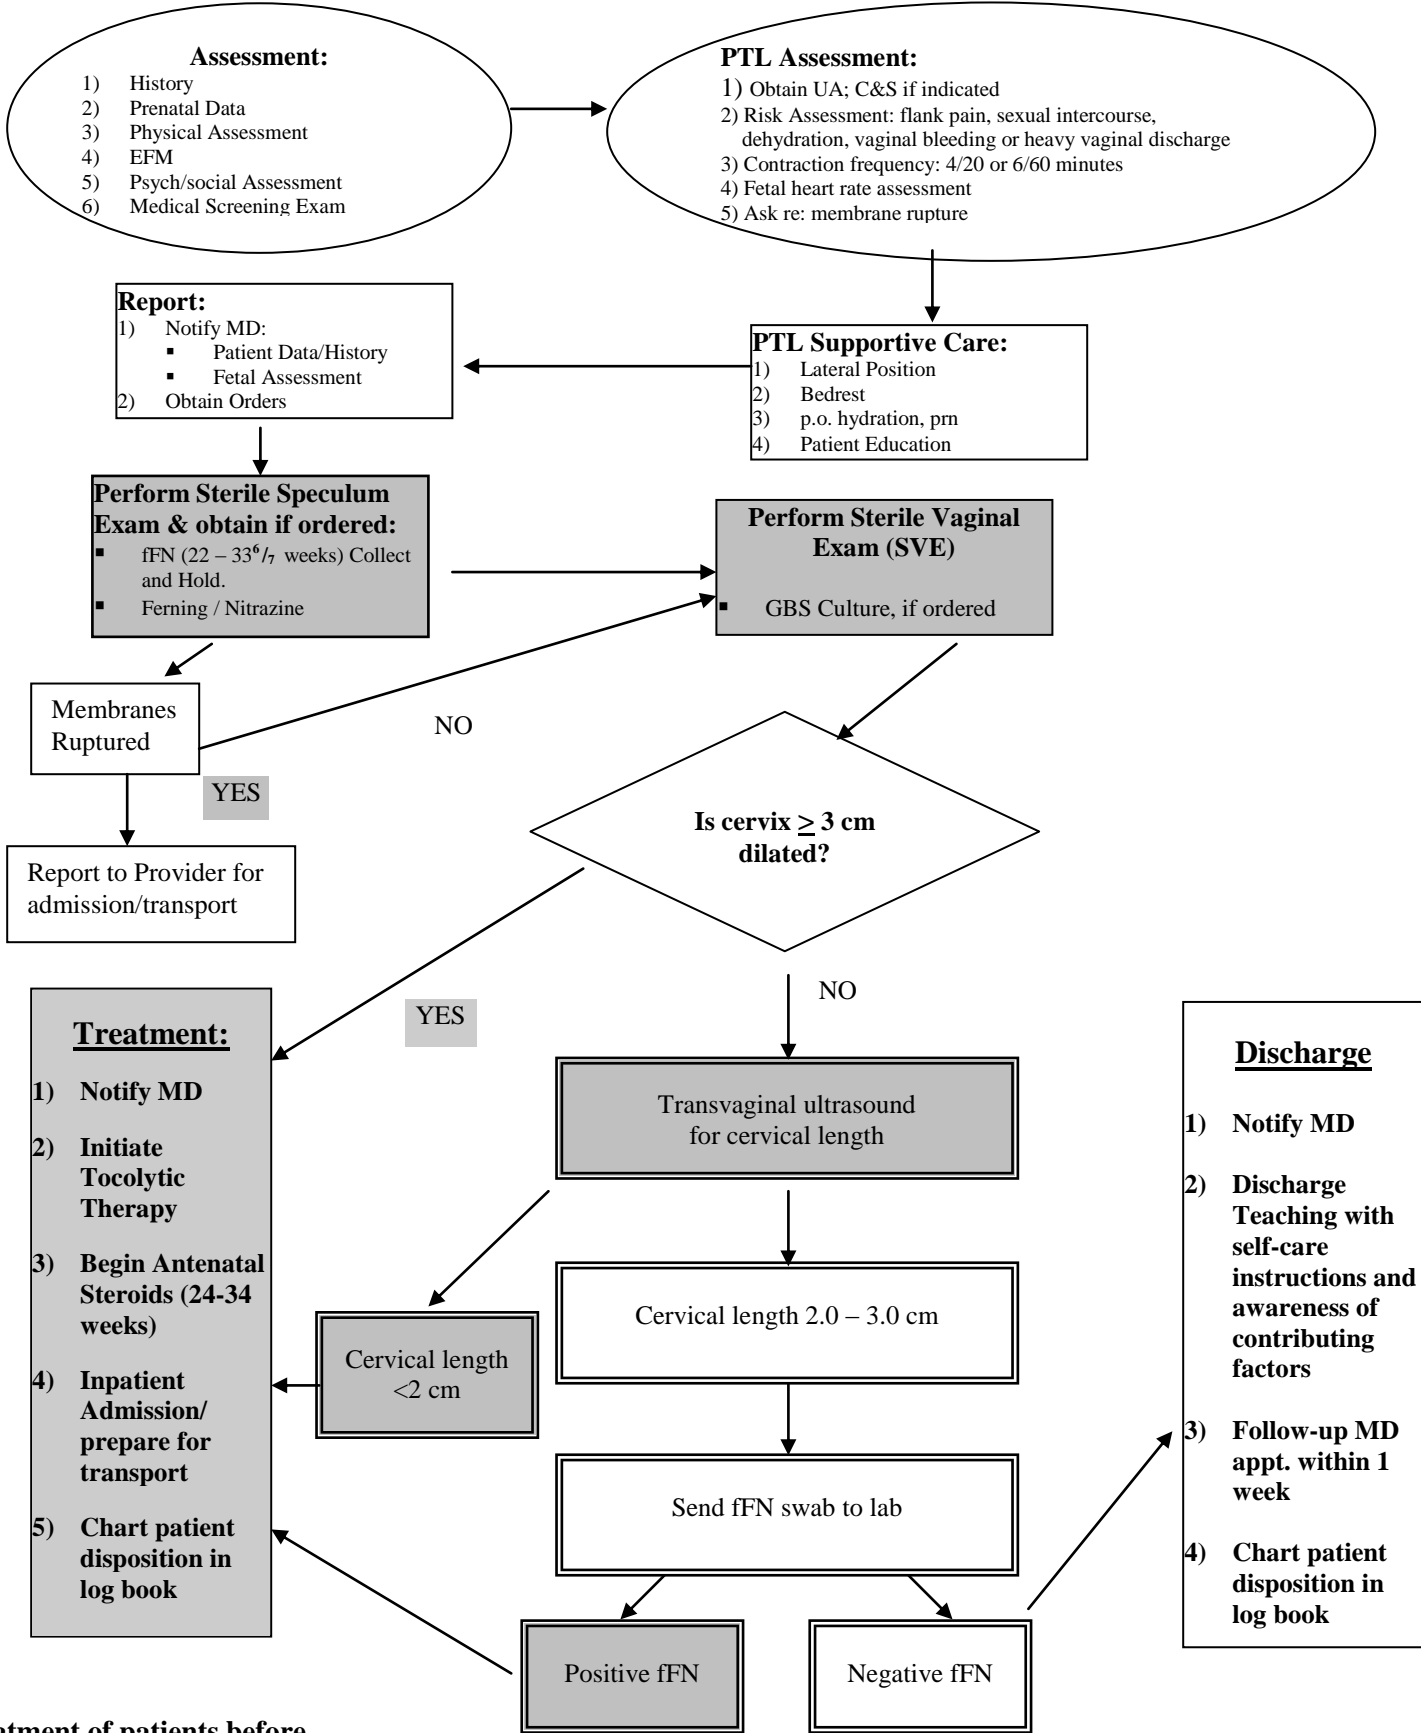 Assessment:
1) History
2) Prenatal Data
3) Physical Assessment
4) EFM
5) Psych/social Assessment
6) Medical Screening Exam
PTL Assessment:
1) Obtain UA; C&S if indicated
2) Risk Assessment: flank pain, sexual intercourse,
dehydration, vaginal bleeding or heavy vaginal discharge
3) Contraction frequency: 4/20 or 6/60 minutes
4) Fetal heart rate assessment
5) Ask re: membrane rupture
Report:
1) Notify MD:
▪ Patient Data/History
▪ Fetal Assessment
2) Obtain Orders
PTL Supportive Care:
1) Lateral Position
2) Bedrest
3) p.o. hydration, prn
4) Patient Education
Perform Sterile Speculum
Exam & obtain if ordered:
▪ fFN (22 – 33⁶/₇ weeks) Collect
and Hold.
▪ Ferning / Nitrazine
Perform Sterile Vaginal
Exam (SVE)
▪ GBS Culture, if ordered
Membranes
Ruptured
NO
YES
Report to Provider for
admission/transport
Is cervix ≥ 3 cm
dilated?
YES
NO
Treatment:
1) Notify MD
2) Initiate
Tocolytic
Therapy
3) Begin Antenatal
Steroids (24-34
weeks)
4) Inpatient
Admission/
prepare for
transport
5) Chart patient
disposition in
log book
Transvaginal ultrasound
for cervical length
Cervical length
<2 cm
Cervical length 2.0 – 3.0 cm
Send fFN swab to lab
Positive fFN
Negative fFN
Discharge
1) Notify MD
2) Discharge
Teaching with
self-care
instructions and
awareness of
contributing
factors
3) Follow-up MD
appt. within 1
week
4) Chart patient
disposition in
log book
atment of patients before